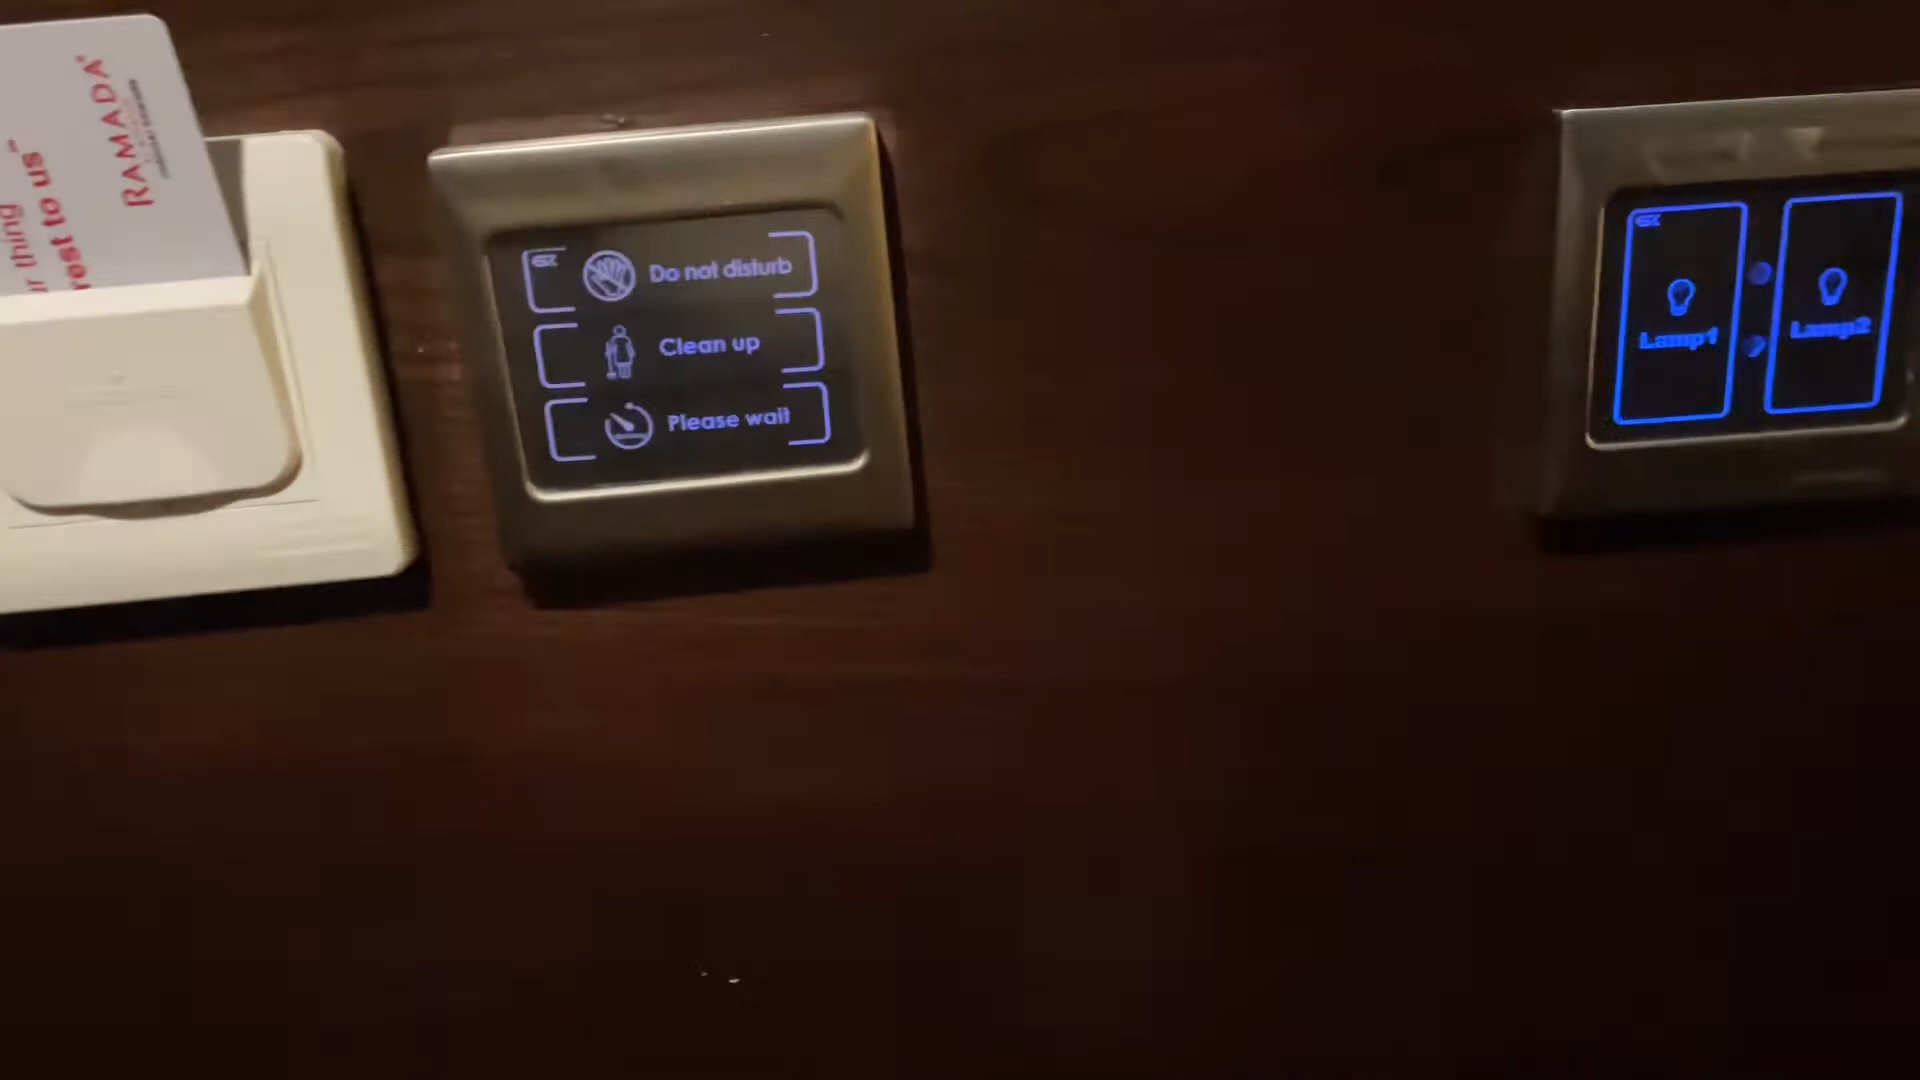 r thing
rest to us
RAMADA
Do not disturb
Clean up
Please wait
Lamp1
Lamp2